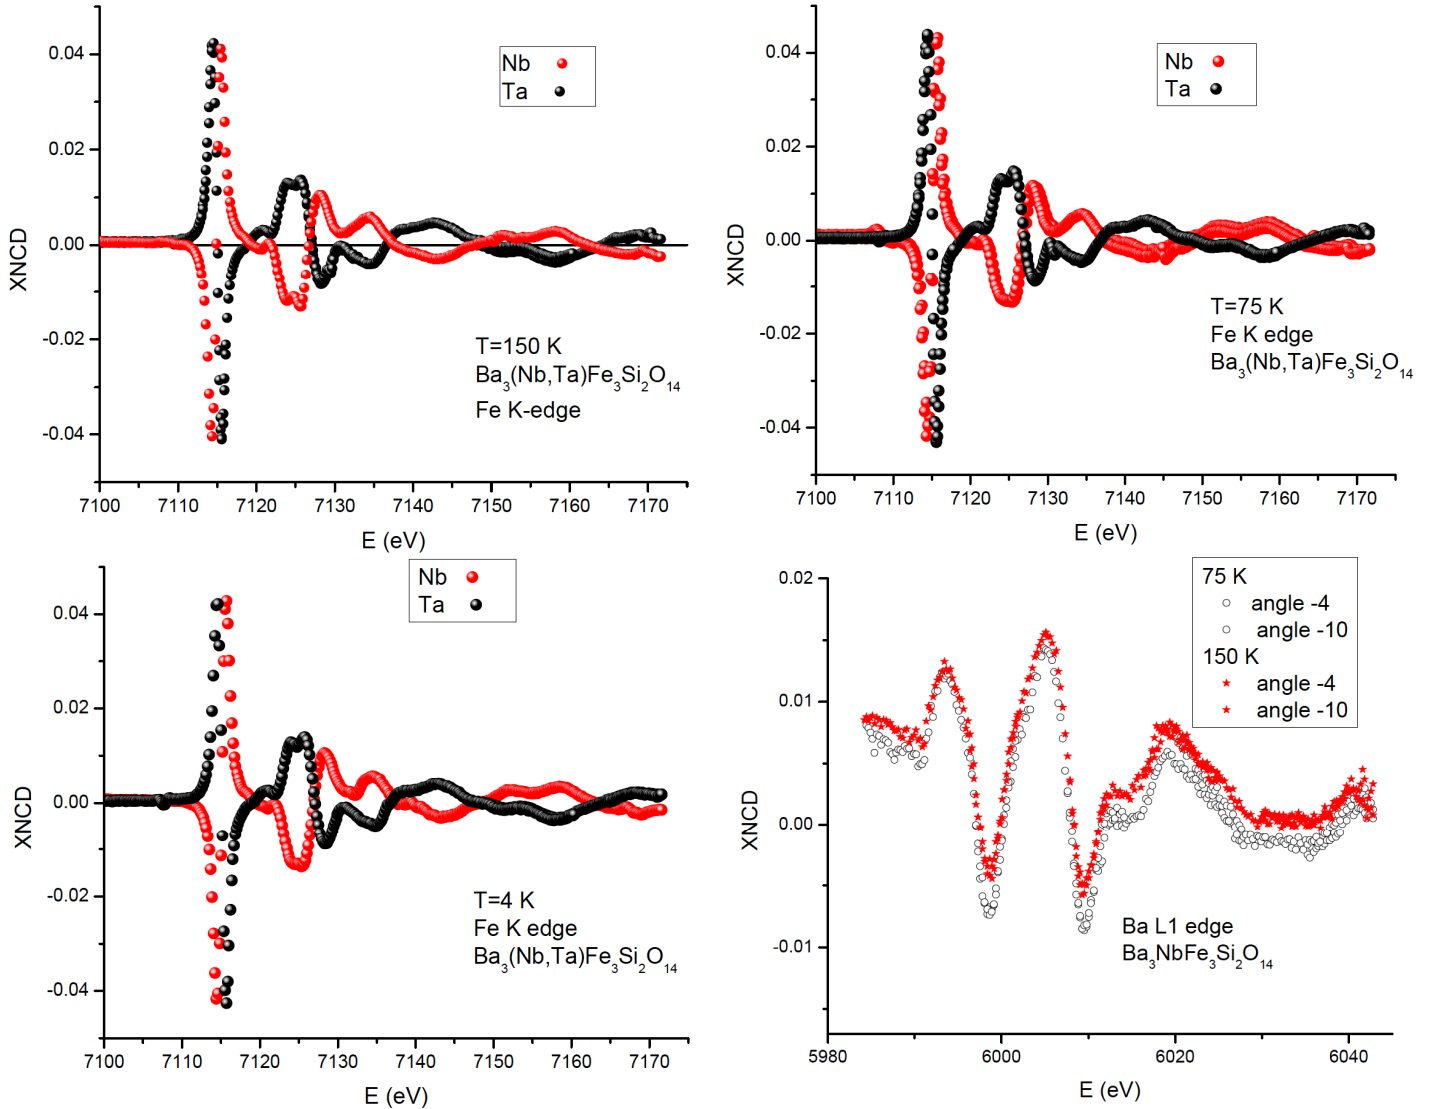 0.04
0.02
0.00
-0.02
-0.04
XNCD
Nb
Ta
T=150 K
Ba3(Nb,Ta)Fe3Si2O14
Fe K-edge
7100 7110 7120 7130 7140 7150 7160 7170
E (eV)
0.04
0.02
0.00
-0.02
-0.04
XNCD
Nb
Ta
T=75 K
Fe K edge
Ba3(Nb,Ta)Fe3Si2O14
7100 7110 7120 7130 7140 7150 7160 7170
E (eV)
0.04
0.02
0.00
-0.02
-0.04
XNCD
Nb
Ta
T=4 K
Fe K edge
Ba3(Nb,Ta)Fe3Si2O14
7100 7110 7120 7130 7140 7150 7160 7170
E (eV)
0.02
0.01
0.00
-0.01
XNCD
75 K
angle -4
angle -10
150 K
angle -4
angle -10
Ba L1 edge
Ba3NbFe3Si2O14
5980 6000 6020 6040
E (eV)